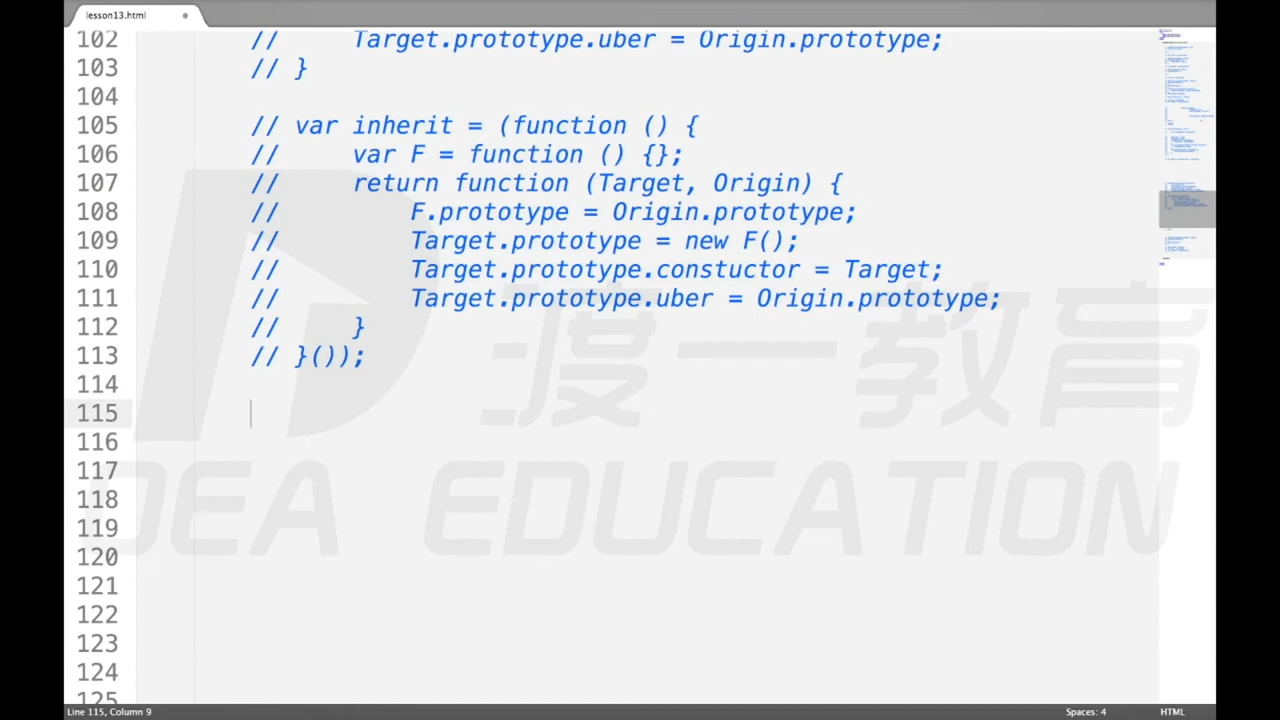 lesson13.html
102 // Target.prototype.uber = Origin.prototype;
103 // }
104
105 // var inherit = (function () {
106 // var F = function () {};
107 // return function (Target, Origin) {
108 // F.prototype = Origin.prototype;
109 // Target.prototype = new F();
110 // Target.prototype.constuctor = Target;
111 // Target.prototype.uber = Origin.prototype;
112 // }
113 // }());
114
115
116
117
118
119
120
121
122
123
124
125
渡一教育
IDEA EDUCATION
Line 115, Column 9 Spaces: 4 HTML